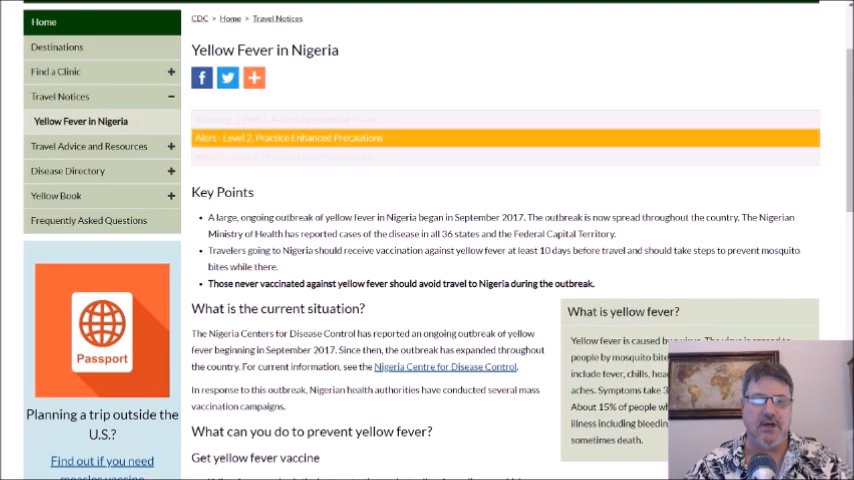 Home
CDC > Home > Travel Notices
Destinations
Find a Clinic +
Travel Notices −
Yellow Fever in Nigeria
Travel Advice and Resources +
Disease Directory +
Yellow Book +
Frequently Asked Questions
Passport
Planning a trip outside the
U.S.?
Find out if you need
measles vaccine
Yellow Fever in Nigeria
Alert - Level 2, Practice Enhanced Precautions
Key Points
• A large, ongoing outbreak of yellow fever in Nigeria began in September 2017. The outbreak is now spread throughout the country. The Nigerian
Ministry of Health has reported cases of the disease in all 36 states and the Federal Capital Territory.
• Travelers going to Nigeria should receive vaccination against yellow fever at least 10 days before travel and should take steps to prevent mosquito
bites while there.
• Those never vaccinated against yellow fever should avoid travel to Nigeria during the outbreak.
What is the current situation?
The Nigeria Centers for Disease Control has reported an ongoing outbreak of yellow
fever beginning in September 2017. Since then, the outbreak has expanded throughout
the country. For current information, see the Nigeria Centre for Disease Control.
In response to this outbreak, Nigerian health authorities have conducted several mass
vaccination campaigns.
What can you do to prevent yellow fever?
Get yellow fever vaccine
What is yellow fever?
Yellow fever is caused by
people by mosquito
include fever, chills,
aches. Symptoms take
About 15% of people
illness including
sometimes death.